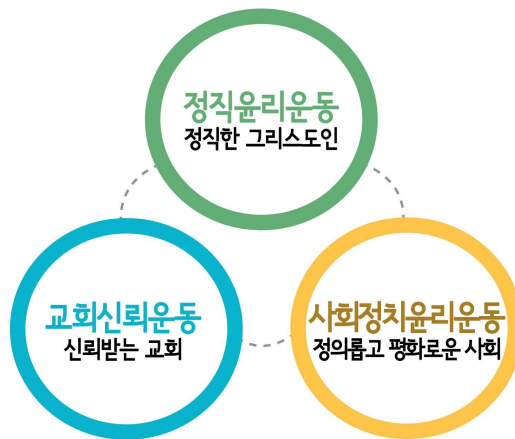 정직윤리운동
정직한 그리스도인
교회신뢰운동
신뢰받는 교회
사회정치윤리운동
정의롭고 평화로운 사회